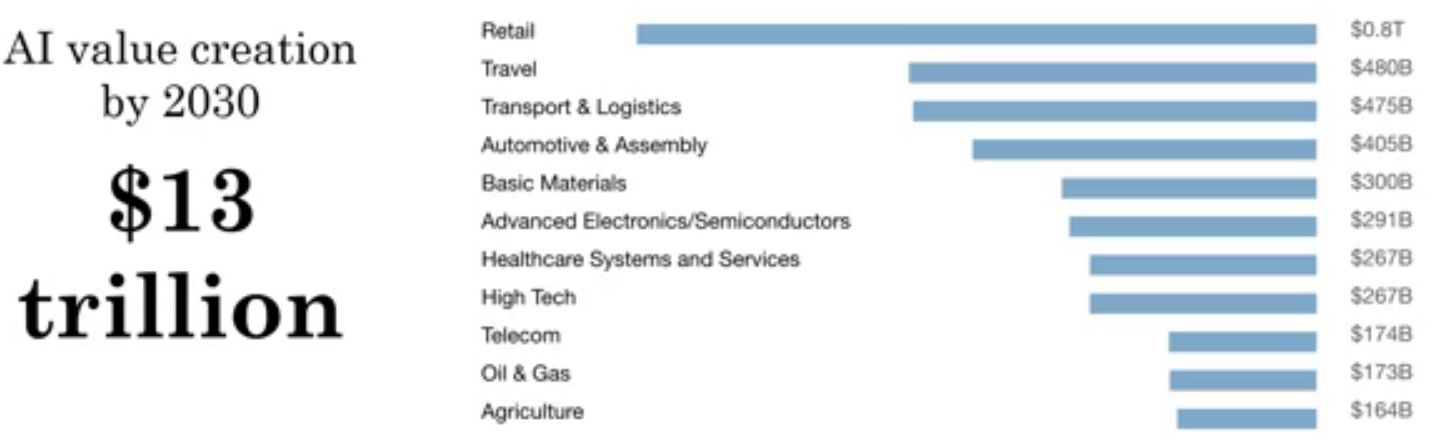 AI value creation
by 2030
$13
trillion
Retail $0.8T
Travel $480B
Transport & Logistics $475B
Automotive & Assembly $405B
Basic Materials $300B
Advanced Electronics/Semiconductors $291B
Healthcare Systems and Services $267B
High Tech $267B
Telecom $174B
Oil & Gas $173B
Agriculture $164B